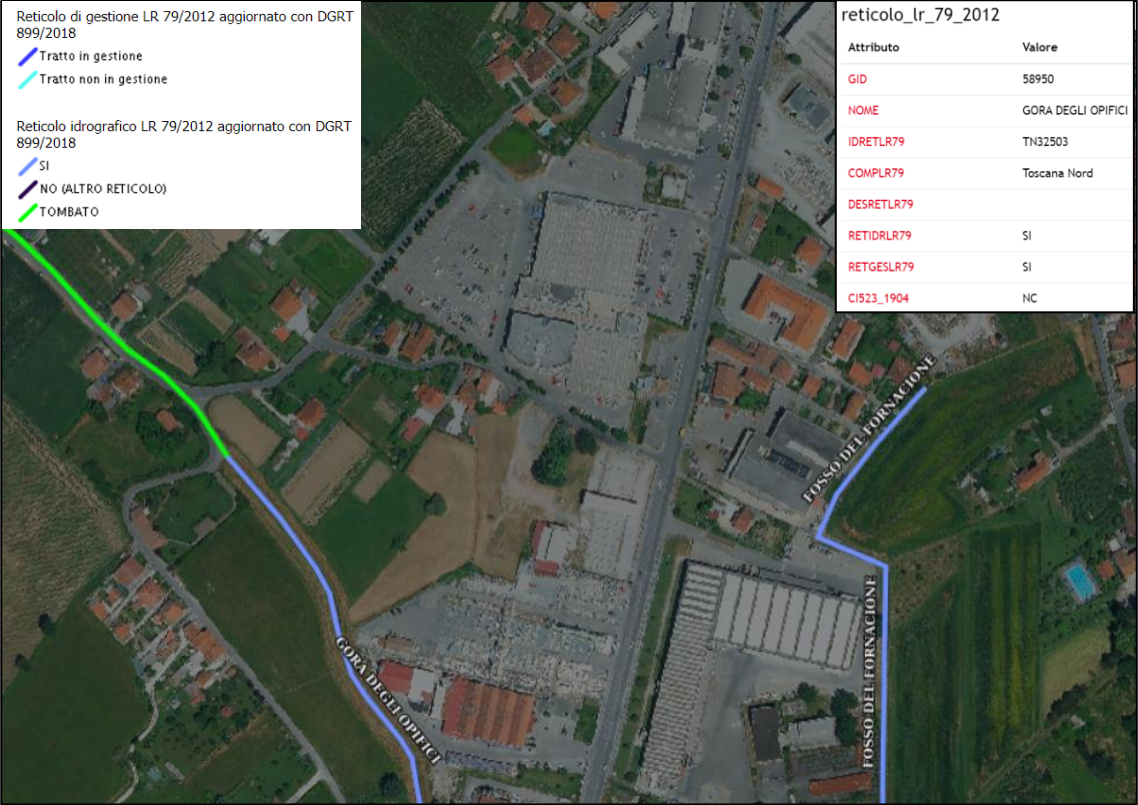 Reticolo di gestione LR 79/2012 aggiornato con DGRT
899/2018
Tratto in gestione
Tratto non in gestione
Reticolo idrografico LR 79/2012 aggiornato con DGRT
899/2018
SI
NO (ALTRO RETICOLO)
TOMBATO
reticolo_lr_79_2012
Attributo Valore
GID 58950
NOME GORA DEGLI OPIFICI
IDRETLR79 TN32503
COMPLR79 Toscana Nord
DESRETLR79
RETIDRLR79 SI
RETGESLR79 SI
CI523_1904 NC
FOSSO DEL FORNACIONE
FOSSO DEL FORNACIONE
GORA DEGLI OPIFICI